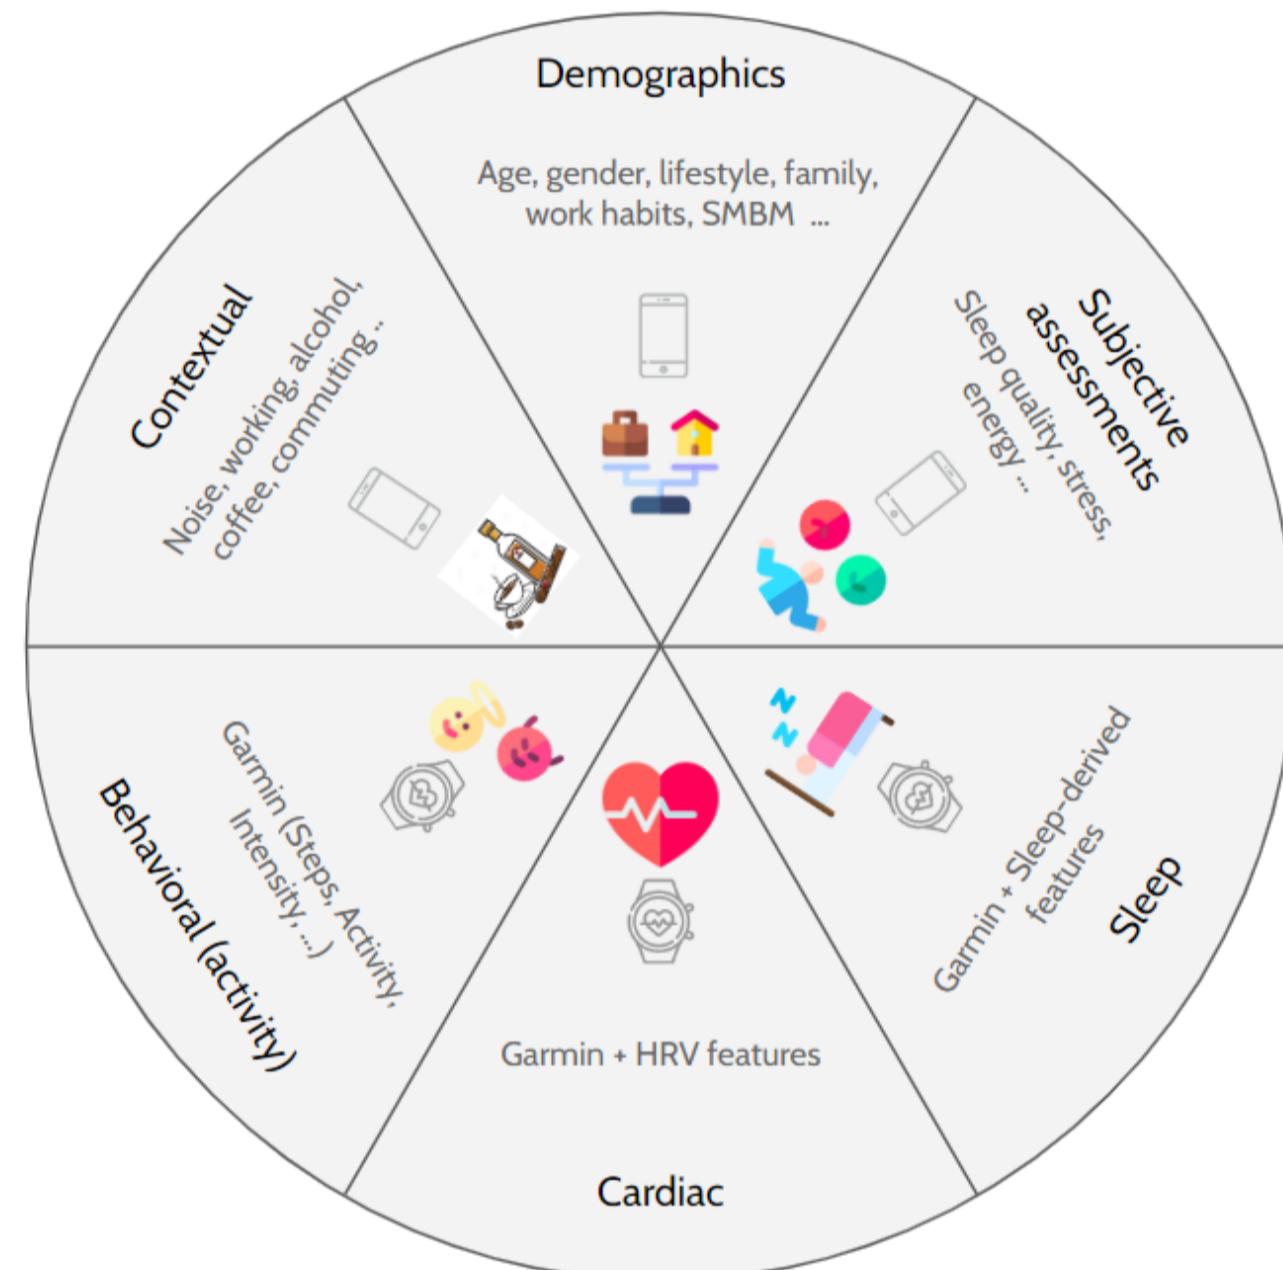 Demographics
Age, gender, lifestyle, family,
work habits, SMBM ...
Subjective
assessments
Sleep quality, stress,
energy ...
Sleep
Garmin + Sleep-derived
features
Cardiac
Garmin + HRV features
Behavioral (activity)
Garmin (Steps, Activity,
Intensity, ...)
Contextual
Noise, working, alcohol,
coffee, commuting ..